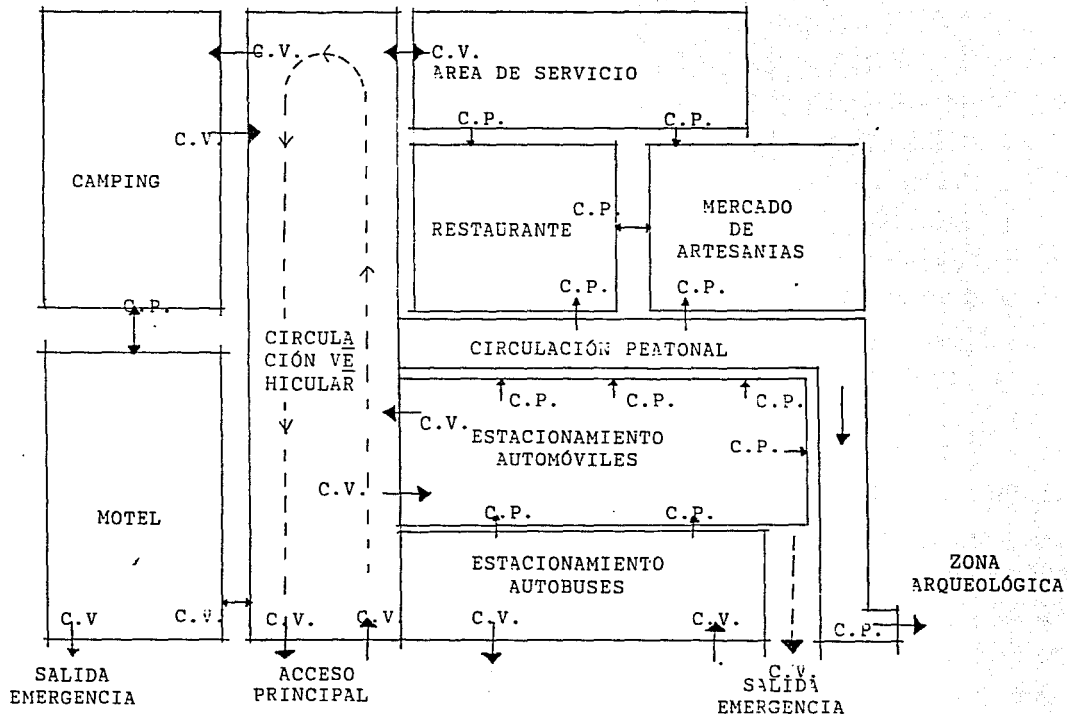 C.V.
C.V.
AREA DE SERVICIO
C.P.
C.P.
C.V.
CAMPING
RESTAURANTE
C.P.
MERCADO
DE
ARTESANIAS
C.P.
C.P.
C.P.
CIRCULA
CIÓN VE
HICULAR
CIRCULACIÓN PEATONAL
C.P.
C.P.
C.P.
C.V.
ESTACIONAMIENTO
AUTOMÓVILES
C.P.
C.V.
C.P.
C.P.
MOTEL
ESTACIONAMIENTO
AUTOBUSES
ZONA
ARQUEOLÓGICA
C.V
C.V.
C.V.
C.V
C.V.
C.V.
C.P.
SALIDA
EMERGENCIA
ACCESO
PRINCIPAL
C.V.
SALIDA
EMERGENCIA